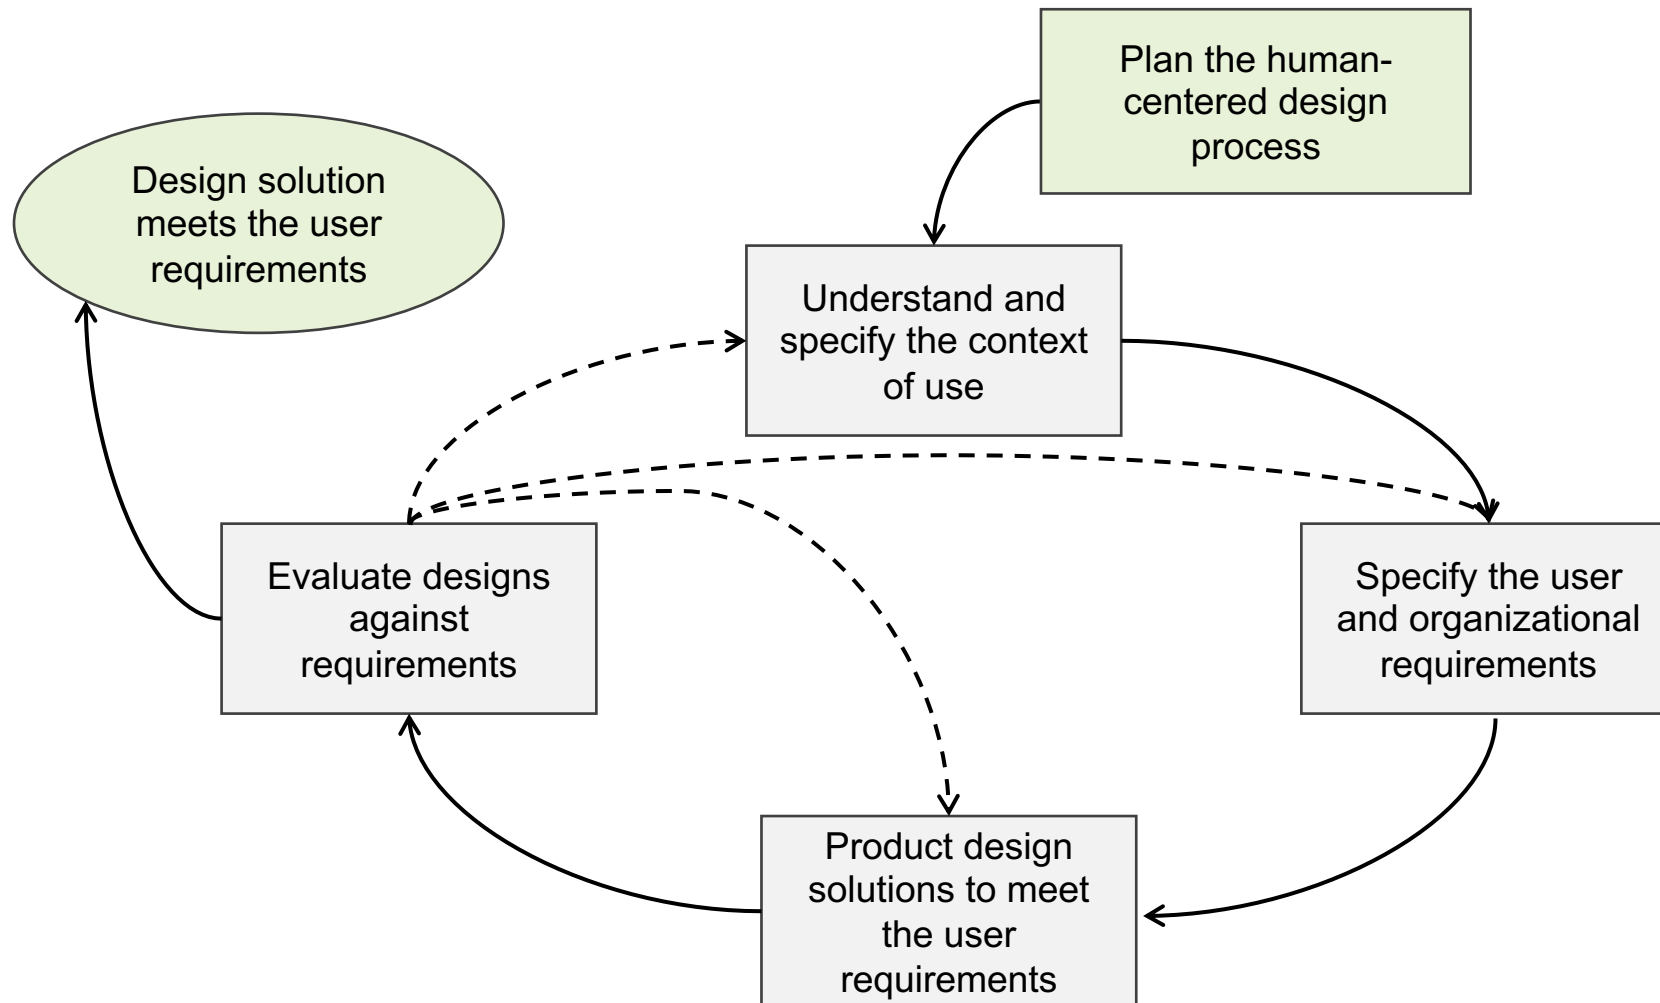 Plan the human-
centered design
process
Design solution
meets the user
requirements
Understand and
specify the context
of use
Evaluate designs
against
requirements
Specify the user
and organizational
requirements
Product design
solutions to meet
the user
requirements